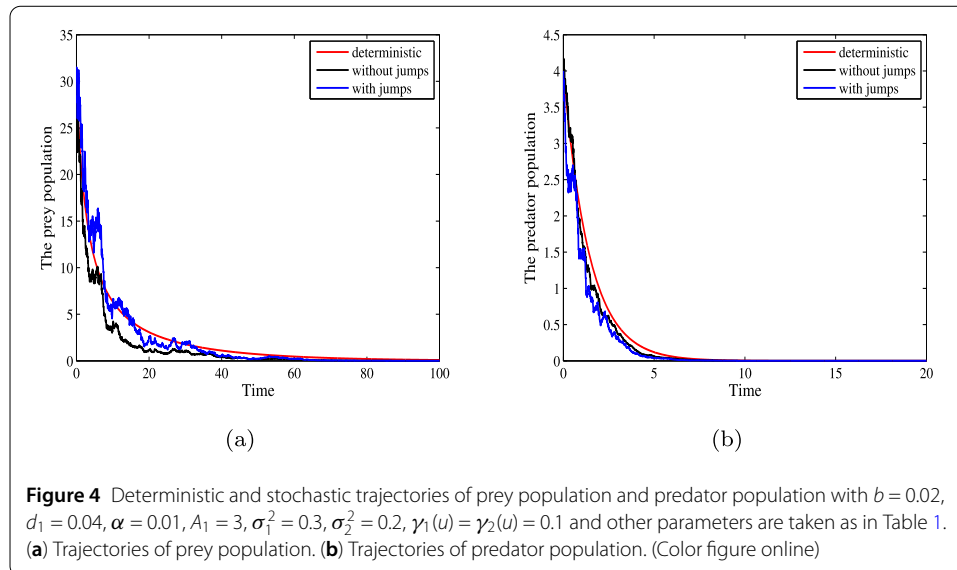 35
30
25
20
15
10
5
0
The prey population
0 20 40 60 80 100
Time
deterministic
without jumps
with jumps
(a)
4.5
4
3.5
3
2.5
2
1.5
1
0.5
0
The predator population
0 5 10 15 20
Time
deterministic
without jumps
with jumps
(b)
Figure 4 Deterministic and stochastic trajectories of prey population and predator population with b = 0.02,
d₁ = 0.04, α = 0.01, A₁ = 3, σ₁² = 0.3, σ₂² = 0.2, γ₁(u) = γ₂(u) = 0.1 and other parameters are taken as in Table 1.
(a) Trajectories of prey population. (b) Trajectories of predator population. (Color figure online)